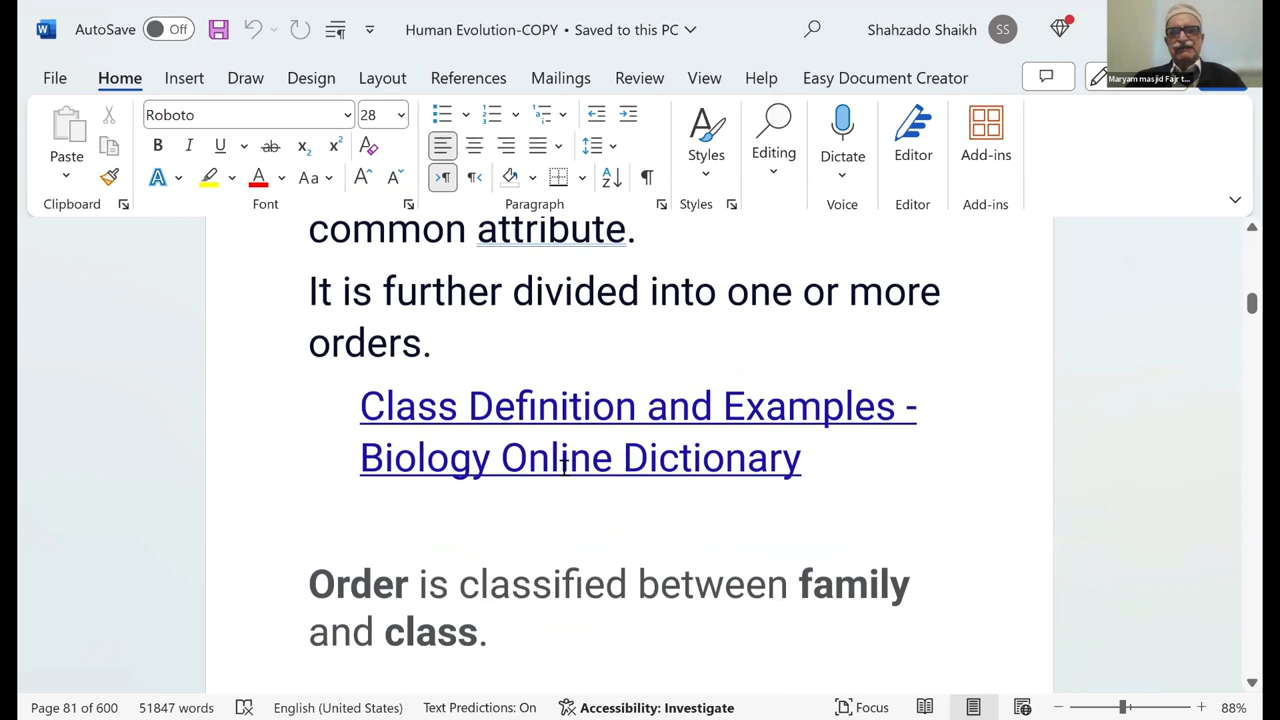 AutoSave Off Human Evolution-COPY • Saved to this PC Shahzado Shaikh SS
File Home Insert Draw Design Layout References Mailings Review View Help Easy Document Creator
Maryam masjid Fajr t...
Roboto 28
Paste Styles Editing Dictate Editor Add-ins
Clipboard Font Paragraph Styles Voice Editor Add-ins
common attribute.
It is further divided into one or more
orders.
Class Definition and Examples -
Biology Online Dictionary
Order is classified between family
and class.
Page 81 of 600 51847 words English (United States) Text Predictions: On Accessibility: Investigate Focus 88%